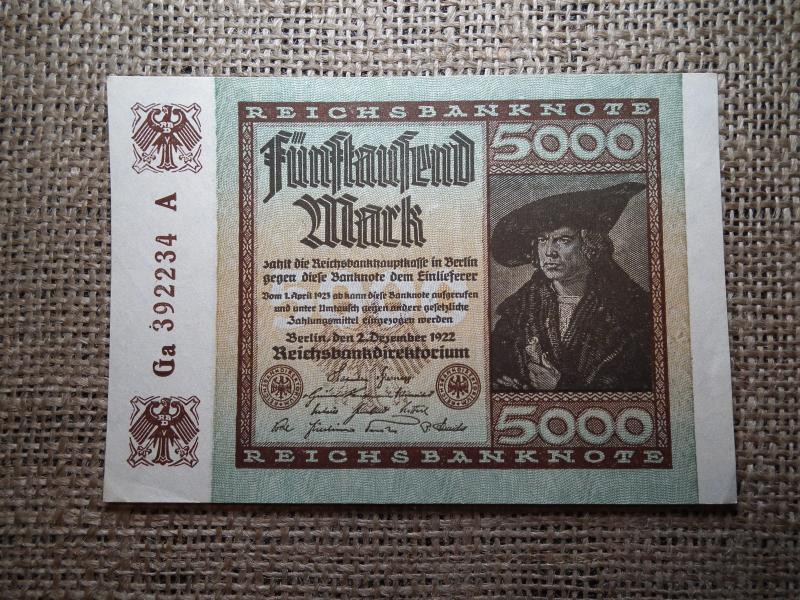 REICHSBANKNOTE
5000
Fünftausend
Mark
zahlt die Reichsbankhauptkasse in Berlin
gegen diese Banknote dem Einlieferer
Vom 1. April 1923 ab kann diese Banknote aufgerufen
und unter Umtausch gegen andere gesetzliche
Zahlungsmittel eingezogen werden
Berlin, den 2. Dezember 1922
Reichsbankdirektorium
5000
REICHSBANKNOTE
Ga 392234 A